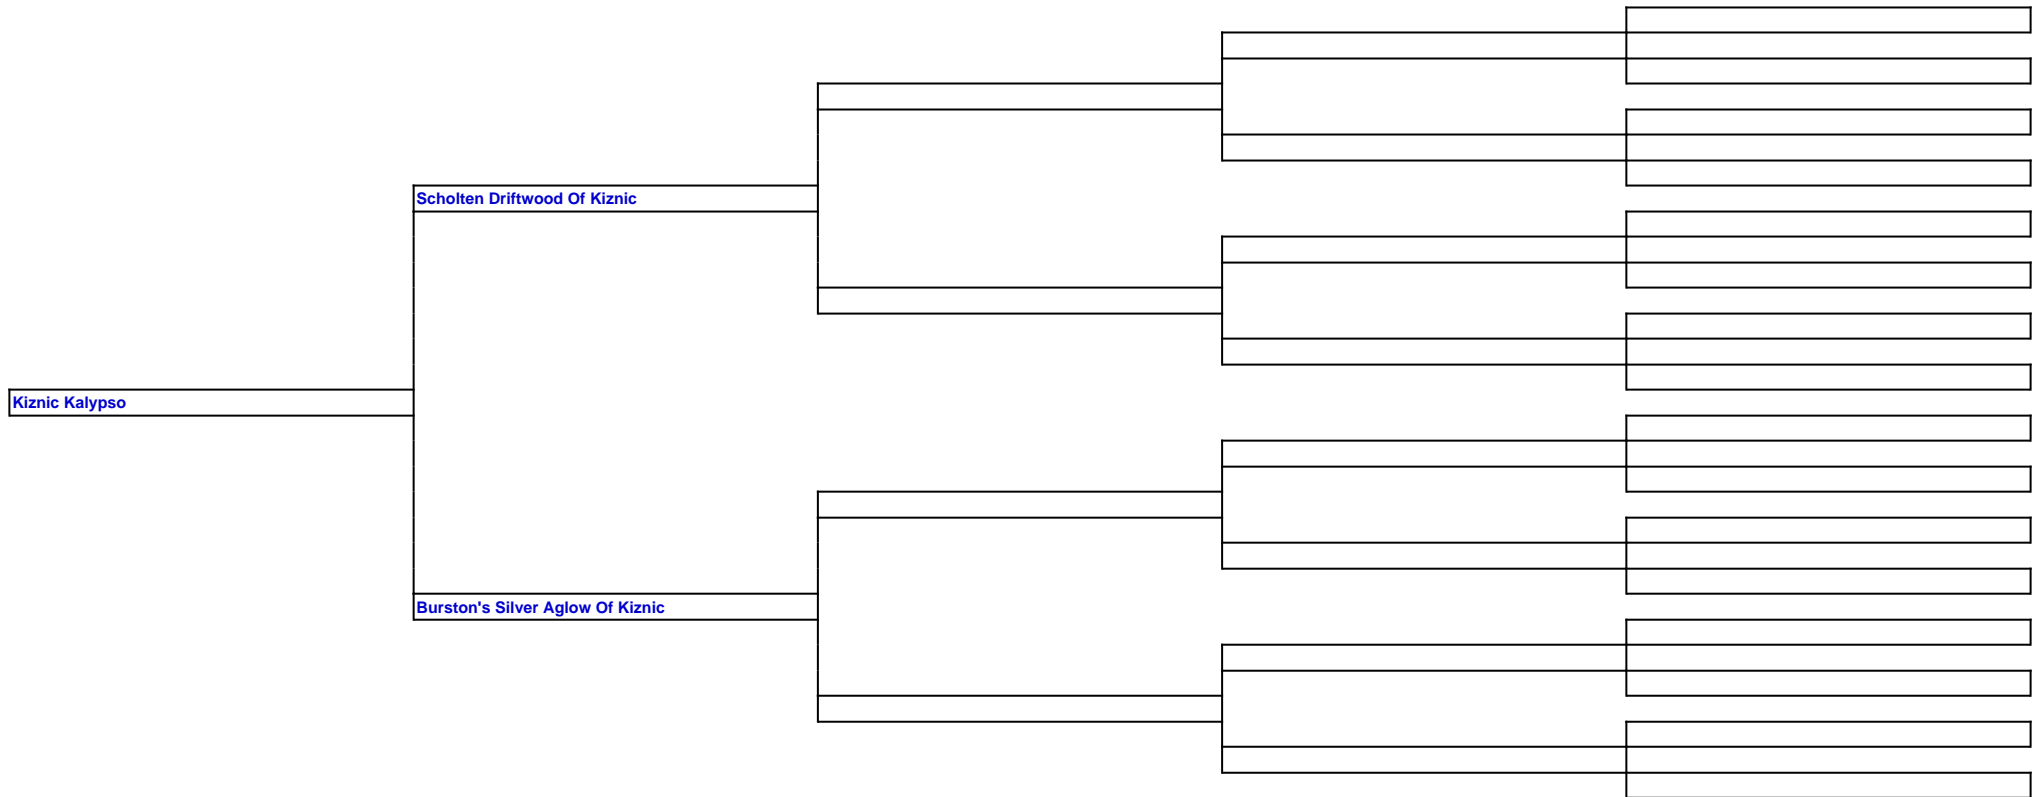 Scholten Driftwood Of Kiznic
Kiznic Kalypso
Burston's Silver Aglow Of Kiznic